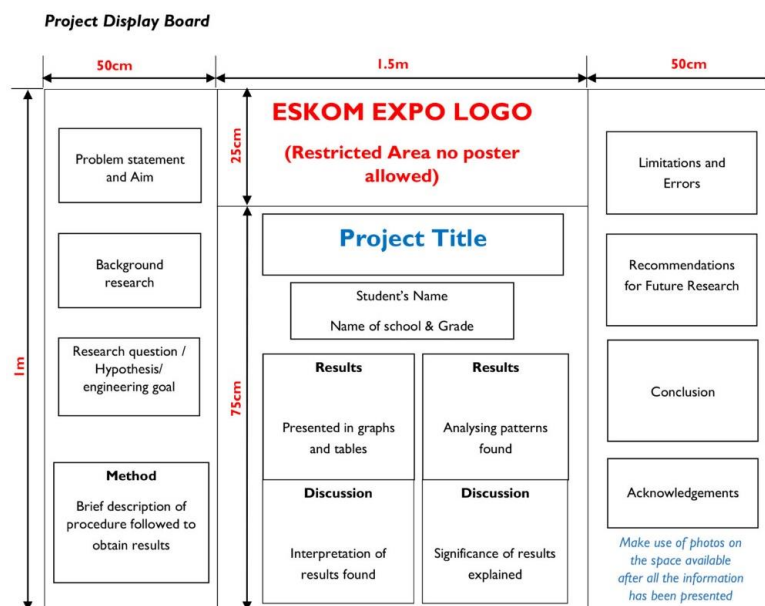 Project Display Board
50cm
1.5m
50cm
1m
25cm
75cm
Problem statement
and Aim
Background
research
Research question /
Hypothesis/
engineering goal
Method
Brief description of
procedure followed to
obtain results
ESKOM EXPO LOGO
(Restricted Area no poster
allowed)
Project Title
Student's Name
Name of school & Grade
Results
Presented in graphs
and tables
Results
Analysing patterns
found
Discussion
Interpretation of
results found
Discussion
Significance of results
explained
Limitations and
Errors
Recommendations
for Future Research
Conclusion
Acknowledgements
Make use of photos on
the space available
after all the information
has been presented